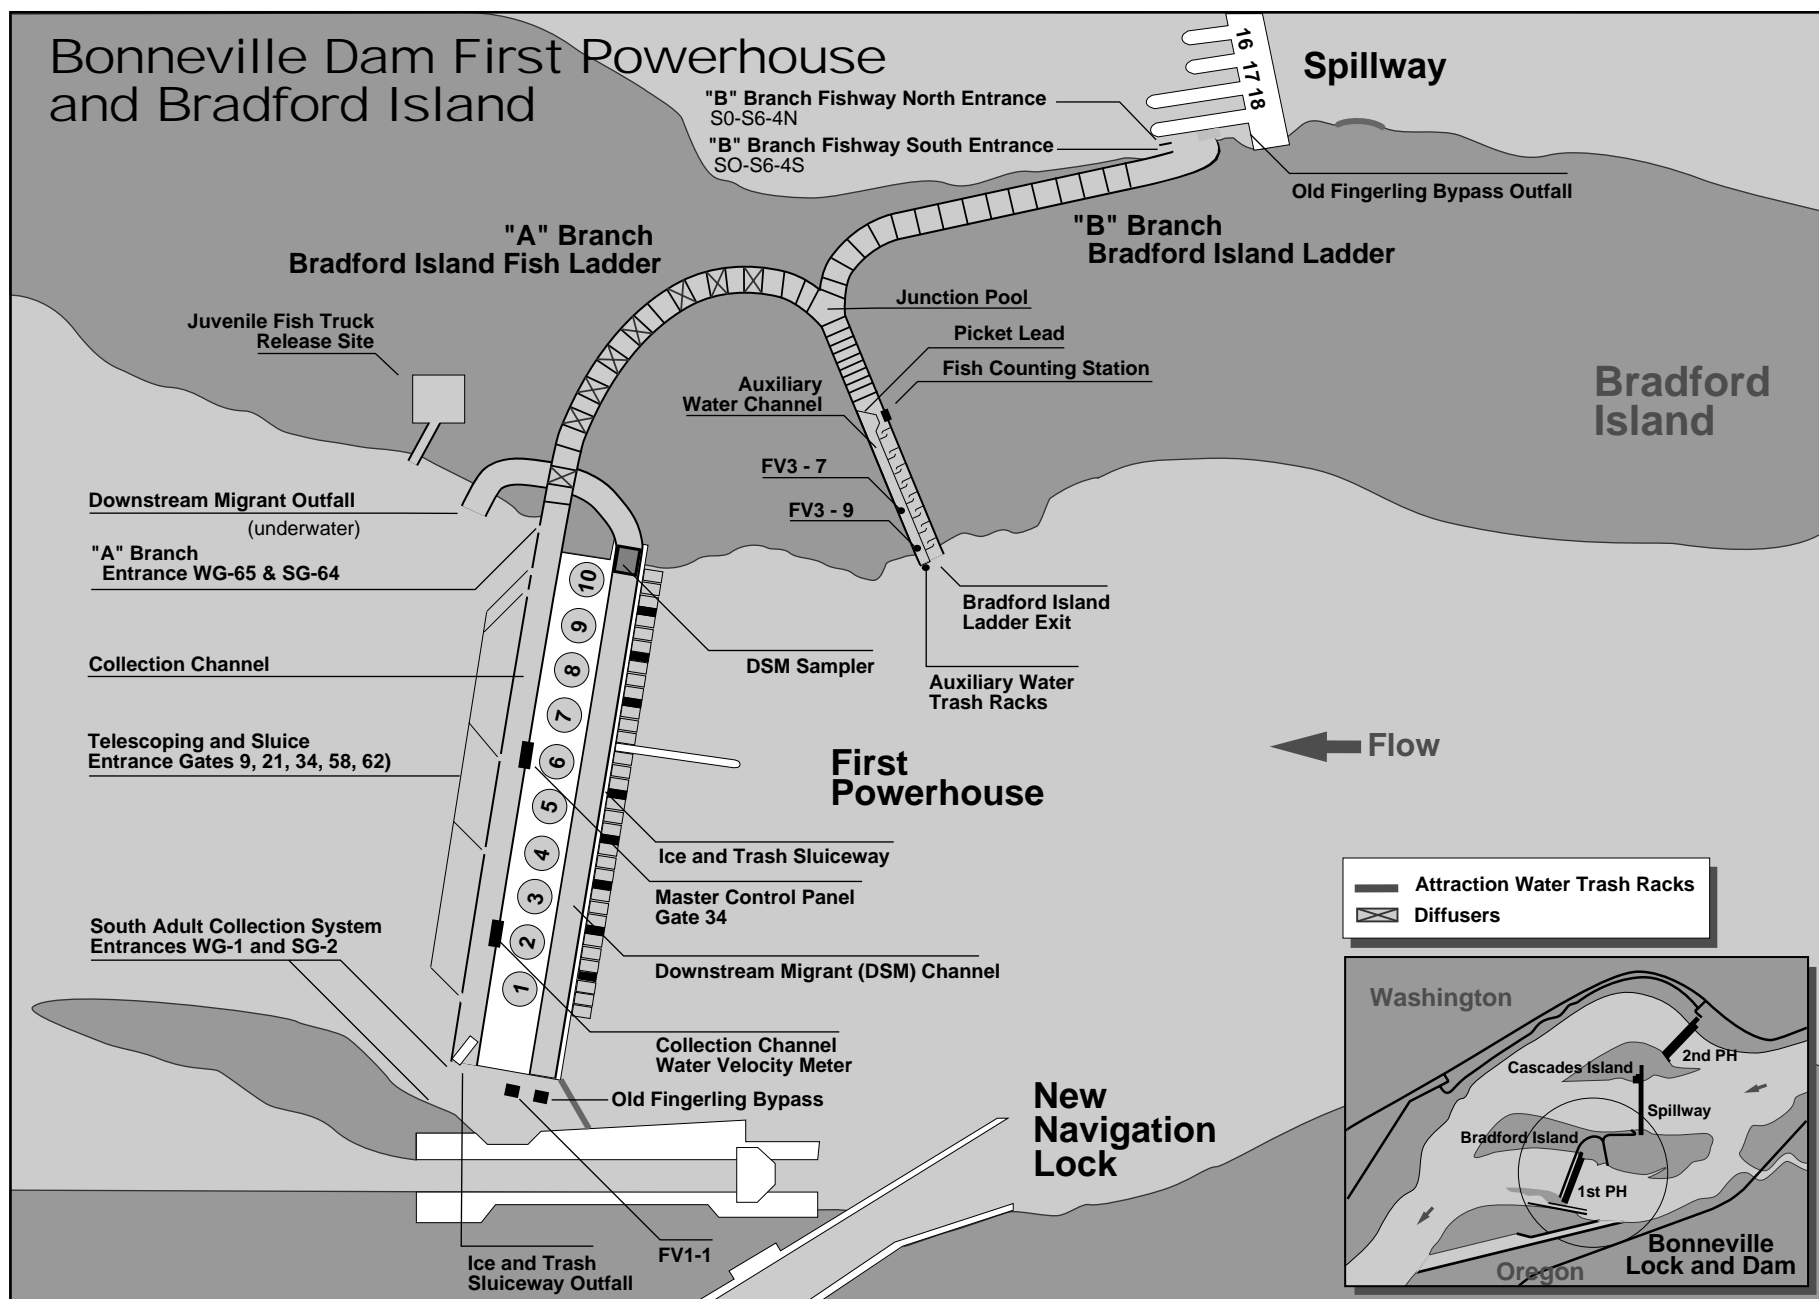 Bonneville Dam First Powerhouse
and Bradford Island
16
17
18
Spillway
"B" Branch Fishway North Entrance
S0-S6-4N
"B" Branch Fishway South Entrance
SO-S6-4S
Old Fingerling Bypass Outfall
"A" Branch
Bradford Island Fish Ladder
"B" Branch
Bradford Island Ladder
Junction Pool
Juvenile Fish Truck
Release Site
Picket Lead
Fish Counting Station
Auxiliary
Water Channel
Bradford
Island
FV3 - 7
FV3 - 9
Downstream Migrant Outfall
(underwater)
"A" Branch
Entrance WG-65 & SG-64
Bradford Island
Ladder Exit
DSM Sampler
Auxiliary Water
Trash Racks
Collection Channel
10
9
8
7
6
5
4
3
2
1
Telescoping and Sluice
Entrance Gates 9, 21, 34, 58, 62)
First
Powerhouse
Flow
Ice and Trash Sluiceway
Master Control Panel
Gate 34
South Adult Collection System
Entrances WG-1 and SG-2
Downstream Migrant (DSM) Channel
Collection Channel
Water Velocity Meter
Old Fingerling Bypass
New
Navigation
Lock
FV1-1
Ice and Trash
Sluiceway Outfall
Attraction Water Trash Racks
Diffusers
Washington
2nd PH
Cascades Island
Spillway
Bradford Island
1st PH
Bonneville
Lock and Dam
Oregon